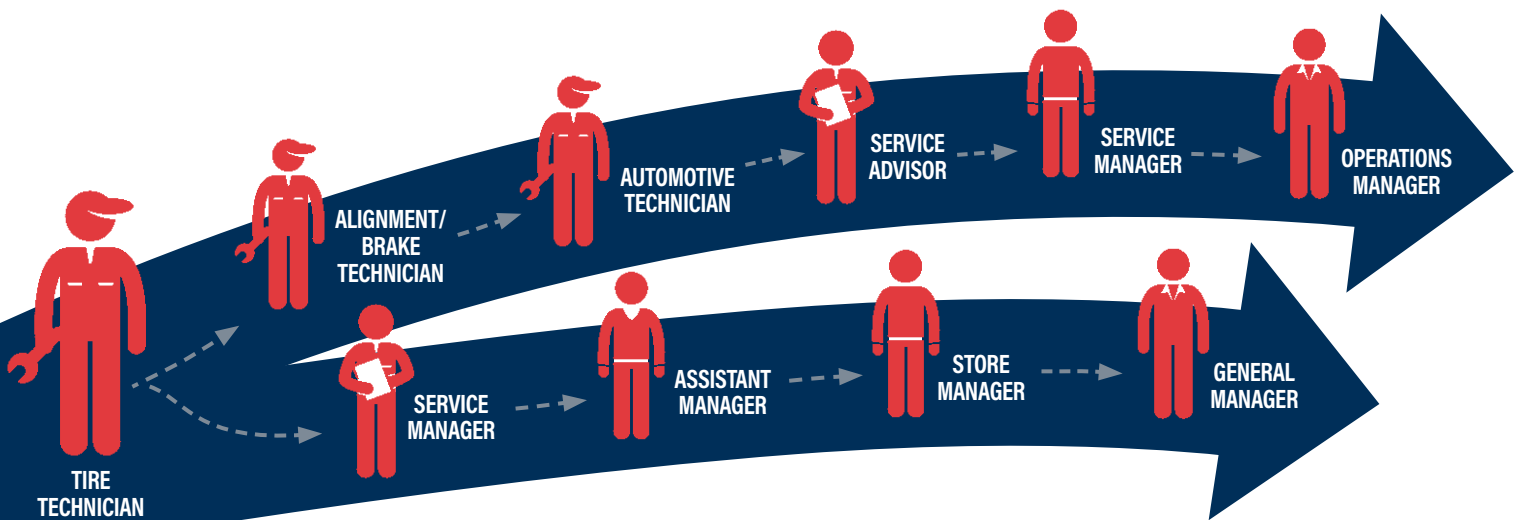 TIRE
TECHNICIAN
ALIGNMENT/
BRAKE
TECHNICIAN
AUTOMOTIVE
TECHNICIAN
SERVICE
ADVISOR
SERVICE
MANAGER
OPERATIONS
MANAGER
SERVICE
MANAGER
ASSISTANT
MANAGER
STORE
MANAGER
GENERAL
MANAGER